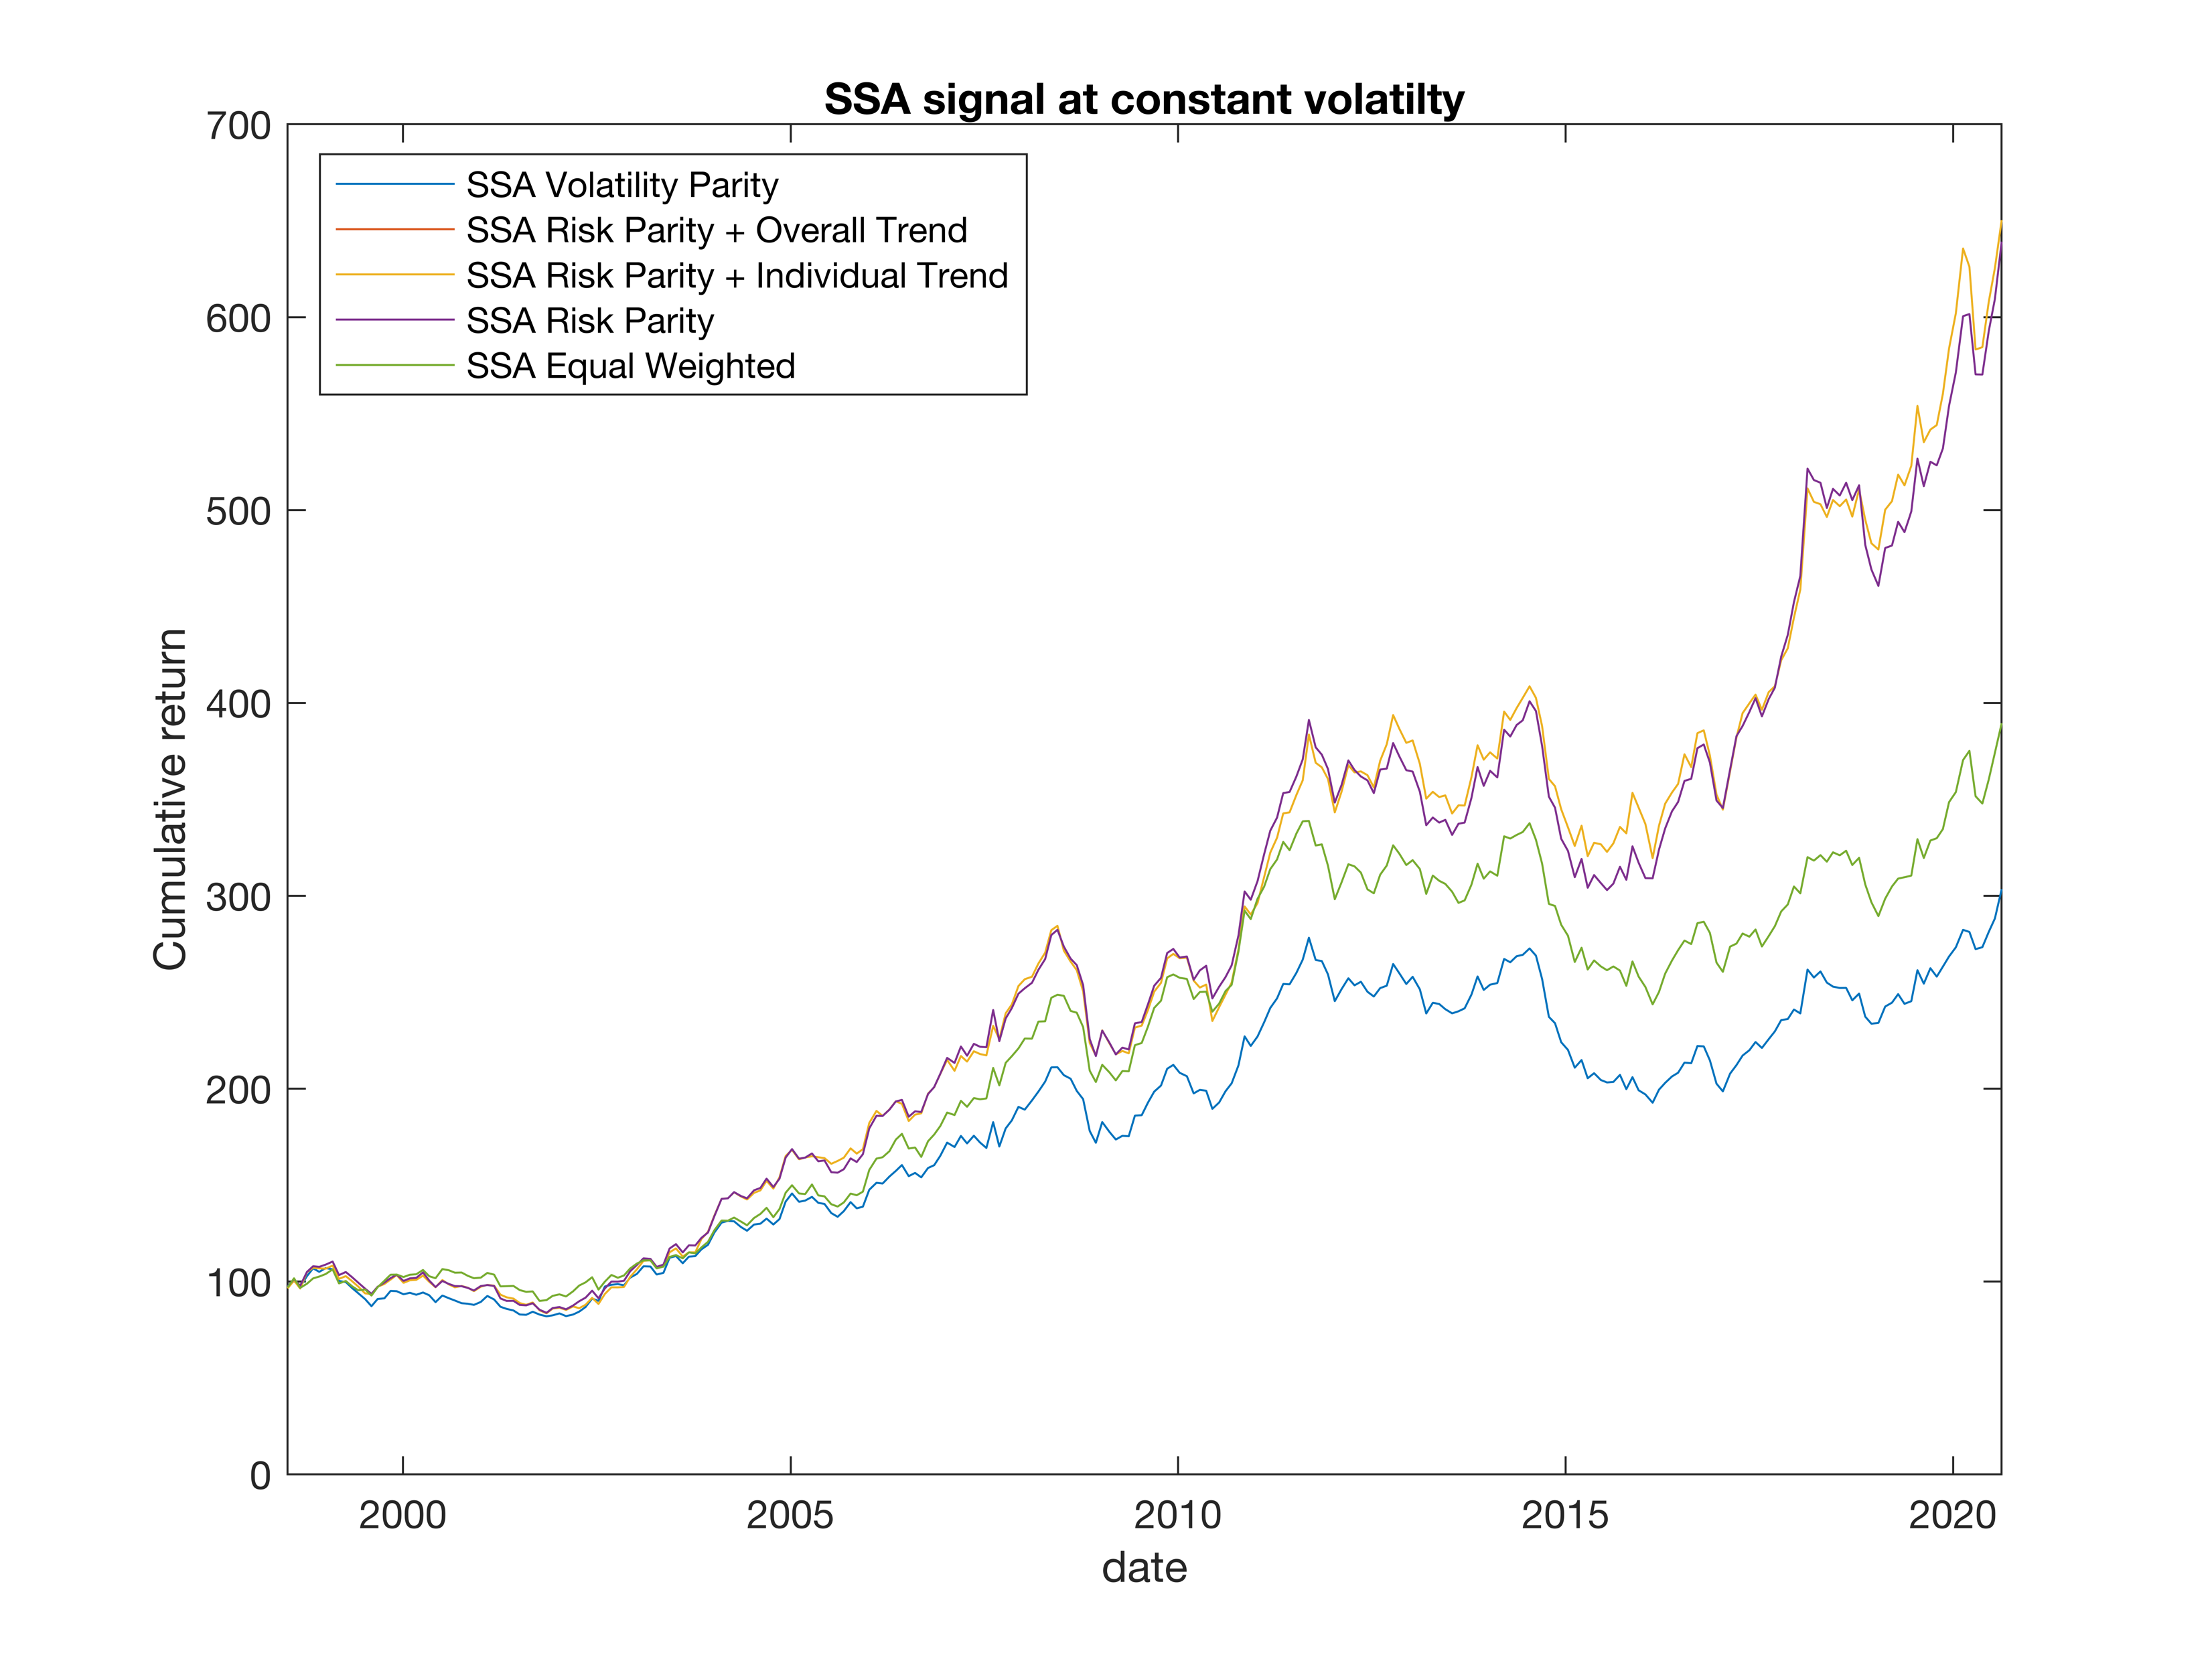 SSA signal at constant volatilty
700
600
500
400
300
200
100
0
Cumulative return
SSA Volatility Parity
SSA Risk Parity + Overall Trend
SSA Risk Parity + Individual Trend
SSA Risk Parity
SSA Equal Weighted
2000 2005 2010 2015 2020
date